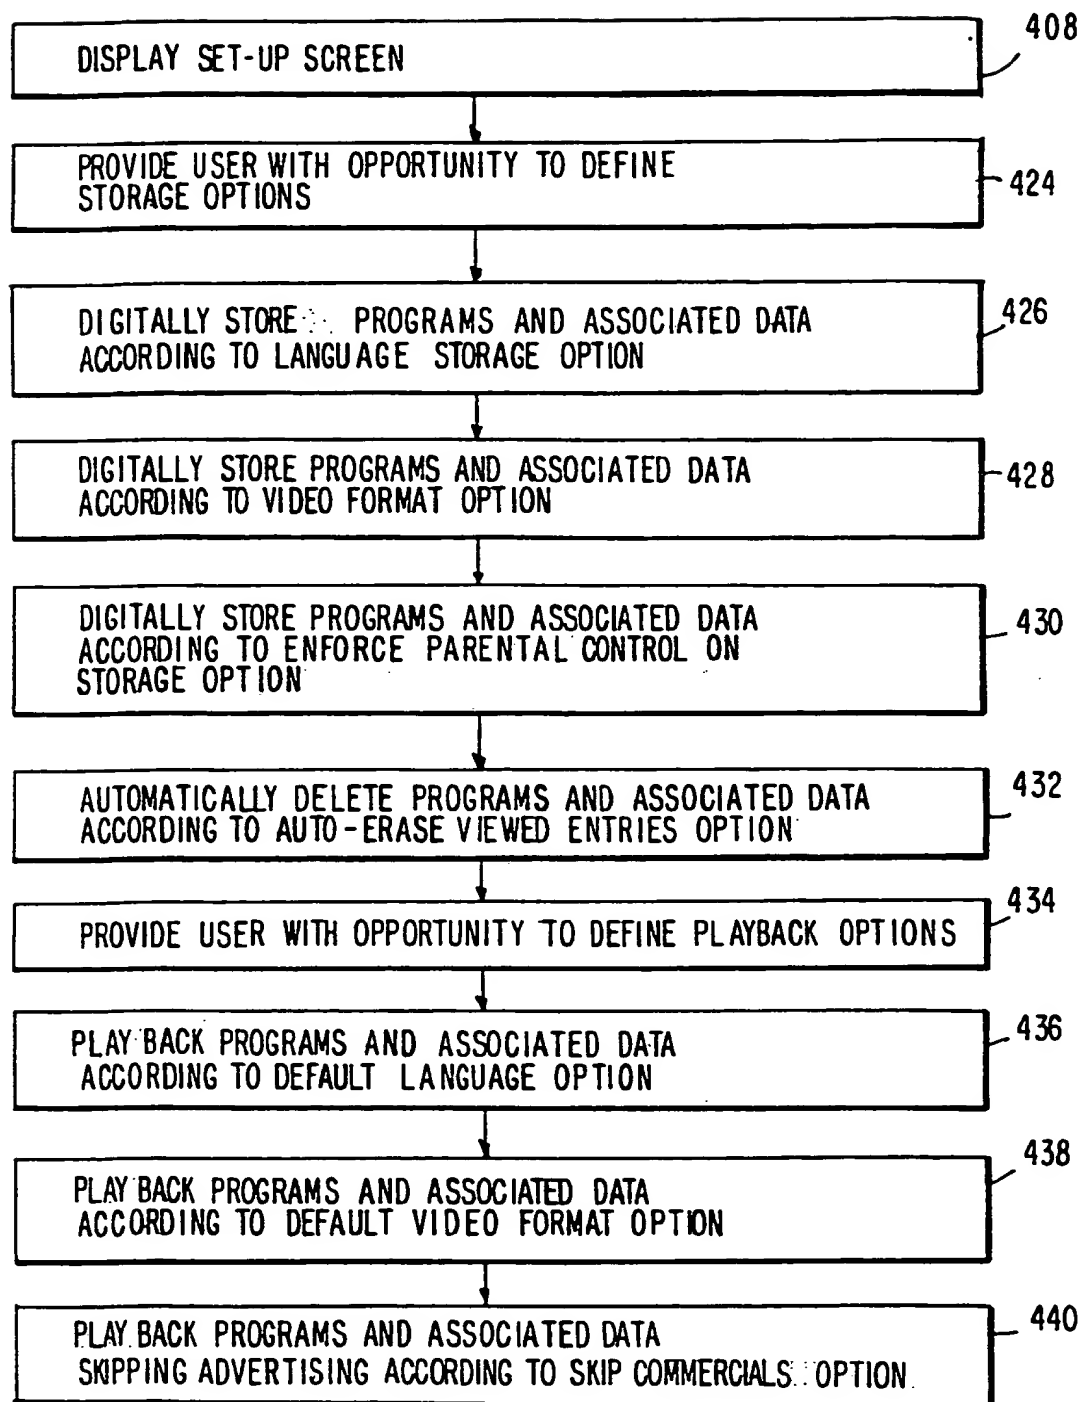 408
DISPLAY SET-UP SCREEN
PROVIDE USER WITH OPPORTUNITY TO DEFINE
STORAGE OPTIONS
424
DIGITALLY STORE PROGRAMS AND ASSOCIATED DATA
ACCORDING TO LANGUAGE STORAGE OPTION
426
DIGITALLY STORE PROGRAMS AND ASSOCIATED DATA
ACCORDING TO VIDEO FORMAT OPTION
428
DIGITALLY STORE PROGRAMS AND ASSOCIATED DATA
ACCORDING TO ENFORCE PARENTAL CONTROL ON
STORAGE OPTION
430
AUTOMATICALLY DELETE PROGRAMS AND ASSOCIATED DATA
ACCORDING TO AUTO-ERASE VIEWED ENTRIES OPTION
432
PROVIDE USER WITH OPPORTUNITY TO DEFINE PLAYBACK OPTIONS
434
PLAY BACK PROGRAMS AND ASSOCIATED DATA
ACCORDING TO DEFAULT LANGUAGE OPTION
436
PLAY BACK PROGRAMS AND ASSOCIATED DATA
ACCORDING TO DEFAULT VIDEO FORMAT OPTION
438
PLAY BACK PROGRAMS AND ASSOCIATED DATA
SKIPPING ADVERTISING ACCORDING TO SKIP COMMERCIALS OPTION
440